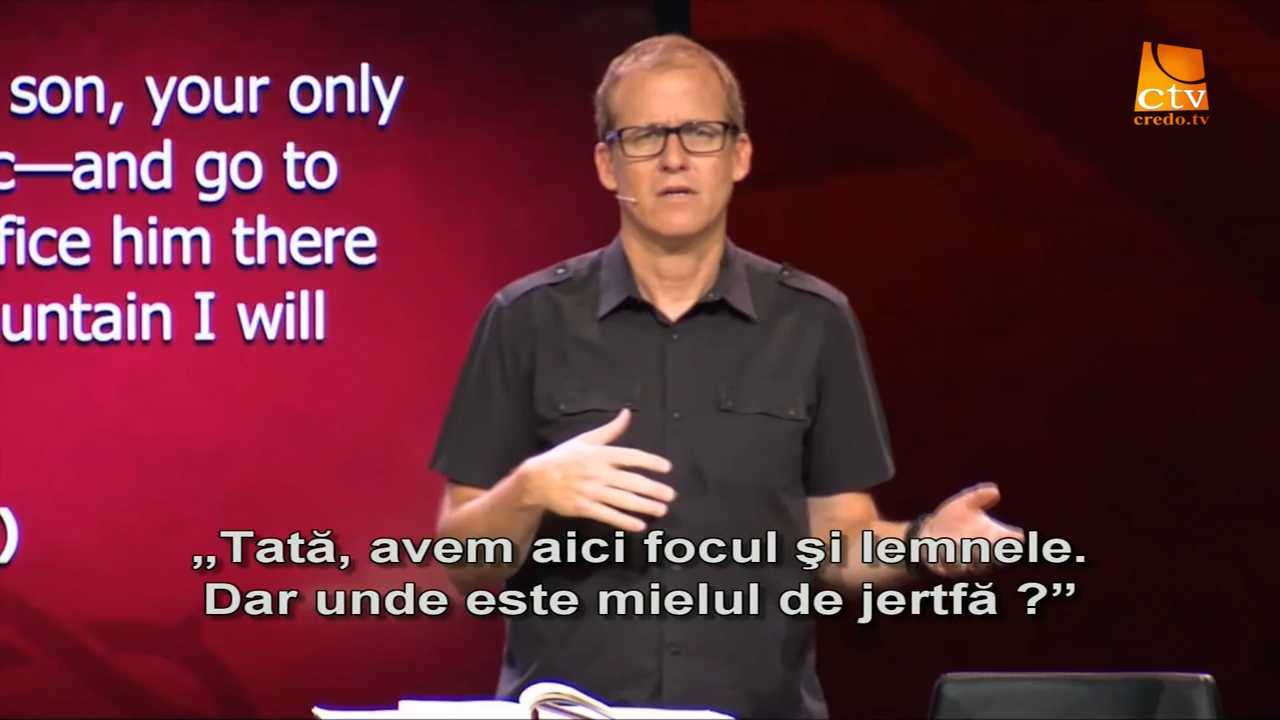 son, your only
c—and go to
fice him there
untain I will
)
ctv
credo.tv
„Tată, avem aici focul şi lemnele.
Dar unde este mielul de jertfă ?”